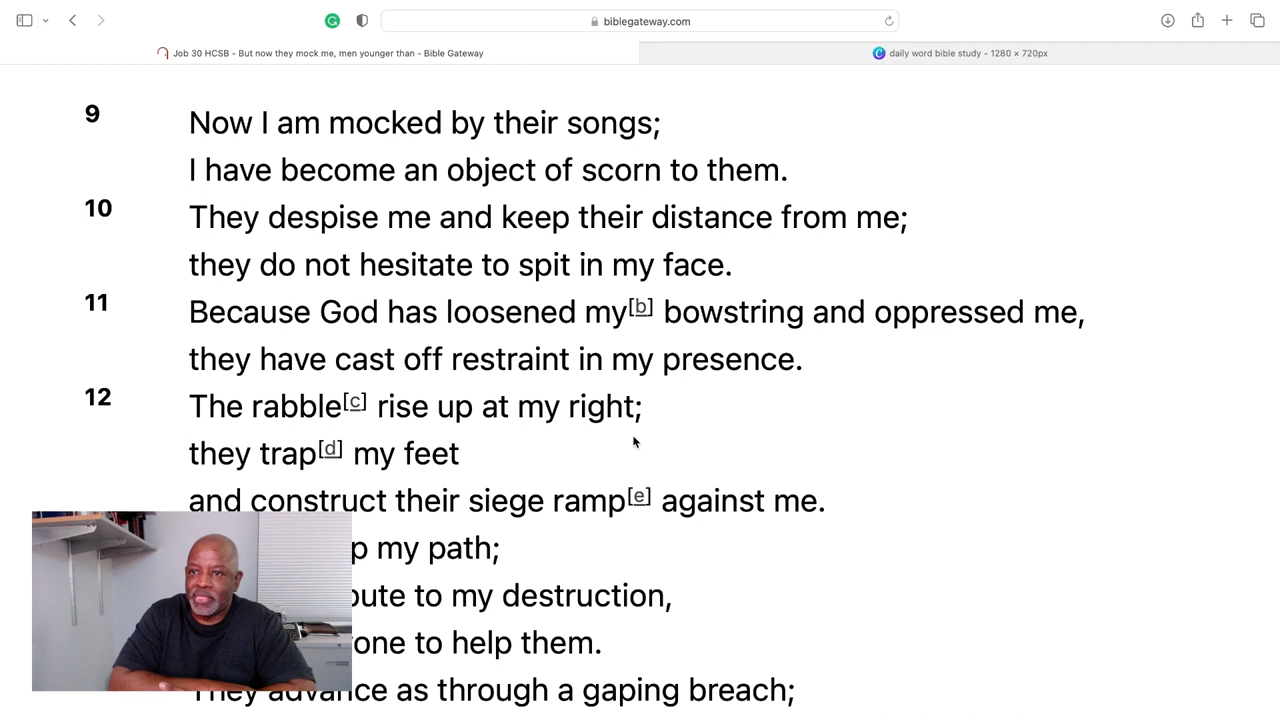 biblegateway.com
Job 30 HCSB - But now they mock me, men younger than - Bible Gateway
daily word bible study - 1280 × 720px
9 Now I am mocked by their songs;
I have become an object of scorn to them.
10 They despise me and keep their distance from me;
they do not hesitate to spit in my face.
11 Because God has loosened my[b] bowstring and oppressed me,
they have cast off restraint in my presence.
12 The rabble[c] rise up at my right;
they trap[d] my feet
and construct their siege ramp[e] against me.
my path;
to my destruction,
to help them.
They advance as through a gaping breach;